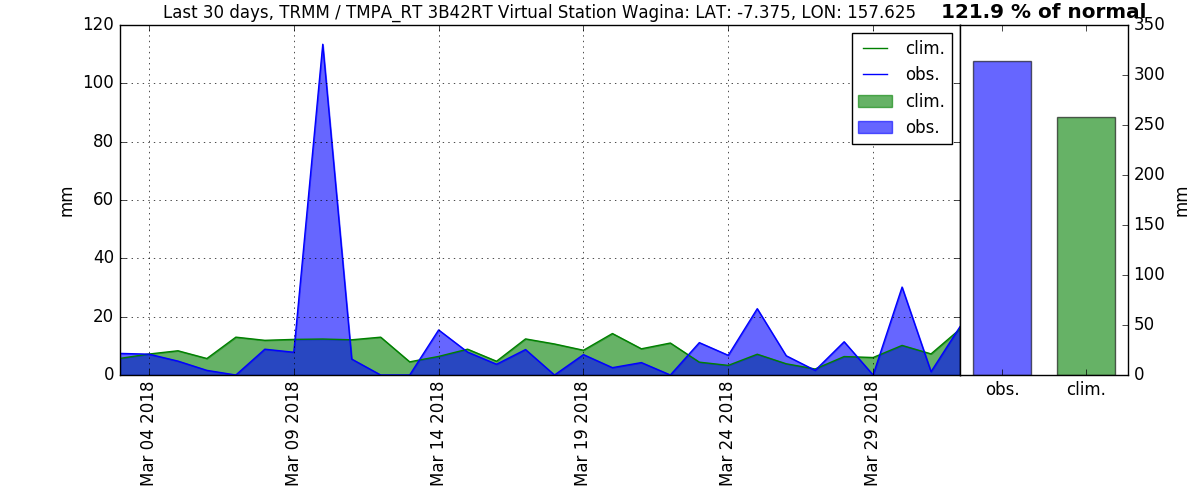 Last 30 days, TRMM / TMPA_RT 3B42RT Virtual Station Wagina: LAT: -7.375, LON: 157.625
121.9 % of normal
120
100
80
60
40
20
0
mm
clim.
obs.
clim.
obs.
350
300
250
200
150
100
50
0
mm
Mar 04 2018
Mar 09 2018
Mar 14 2018
Mar 19 2018
Mar 24 2018
Mar 29 2018
obs.
clim.